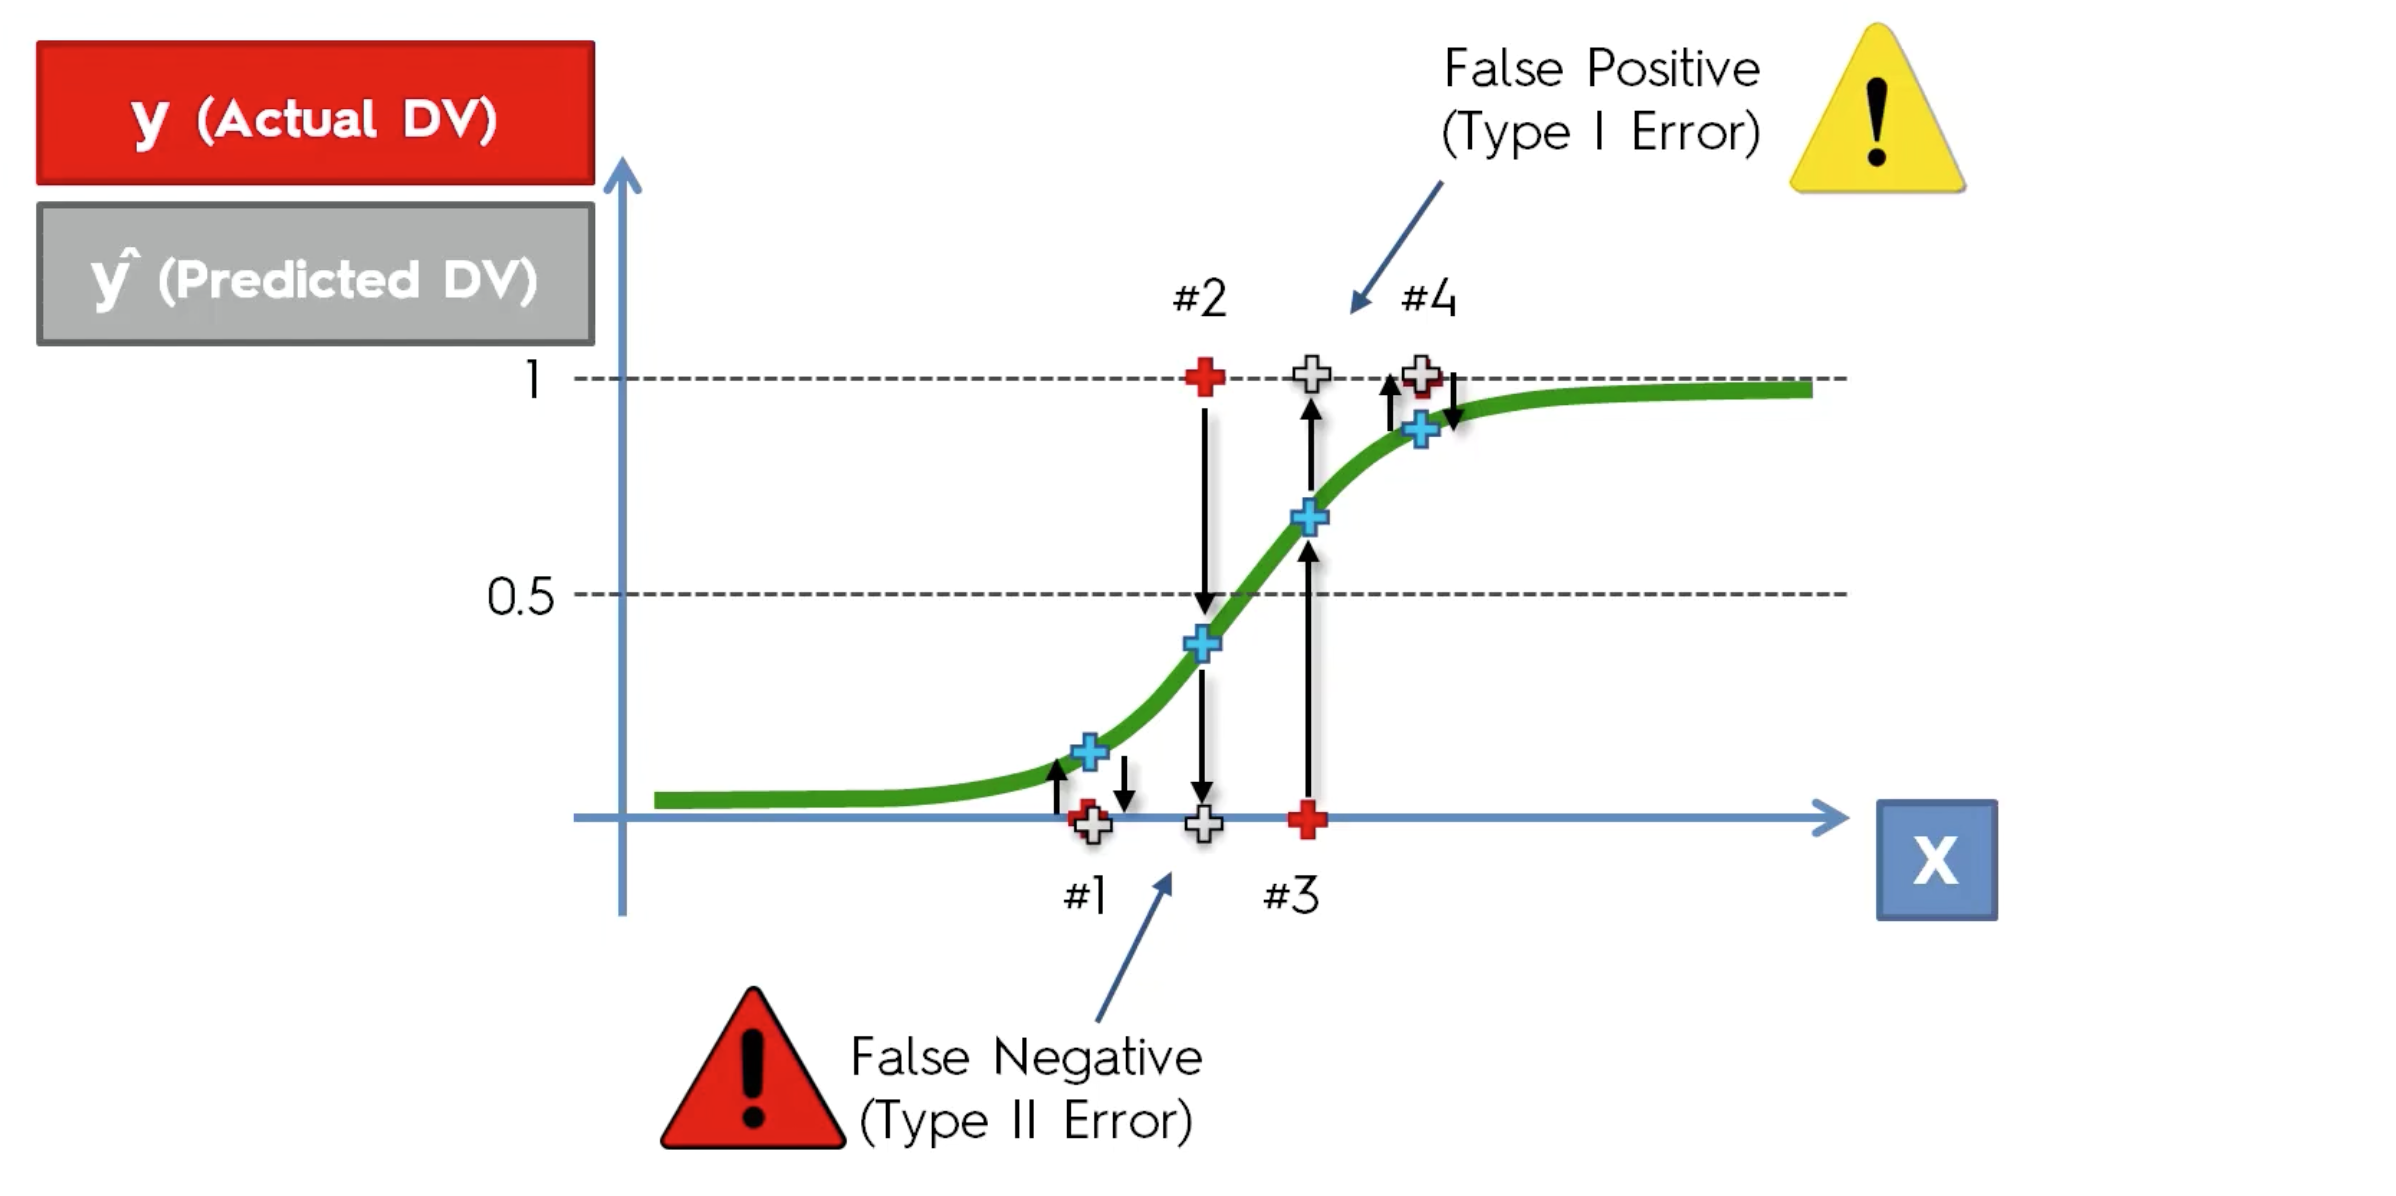 y (Actual DV)
ŷ (Predicted DV)
False Positive
(Type I Error)
#2
#4
1
0.5
X
#1
#3
False Negative
(Type II Error)